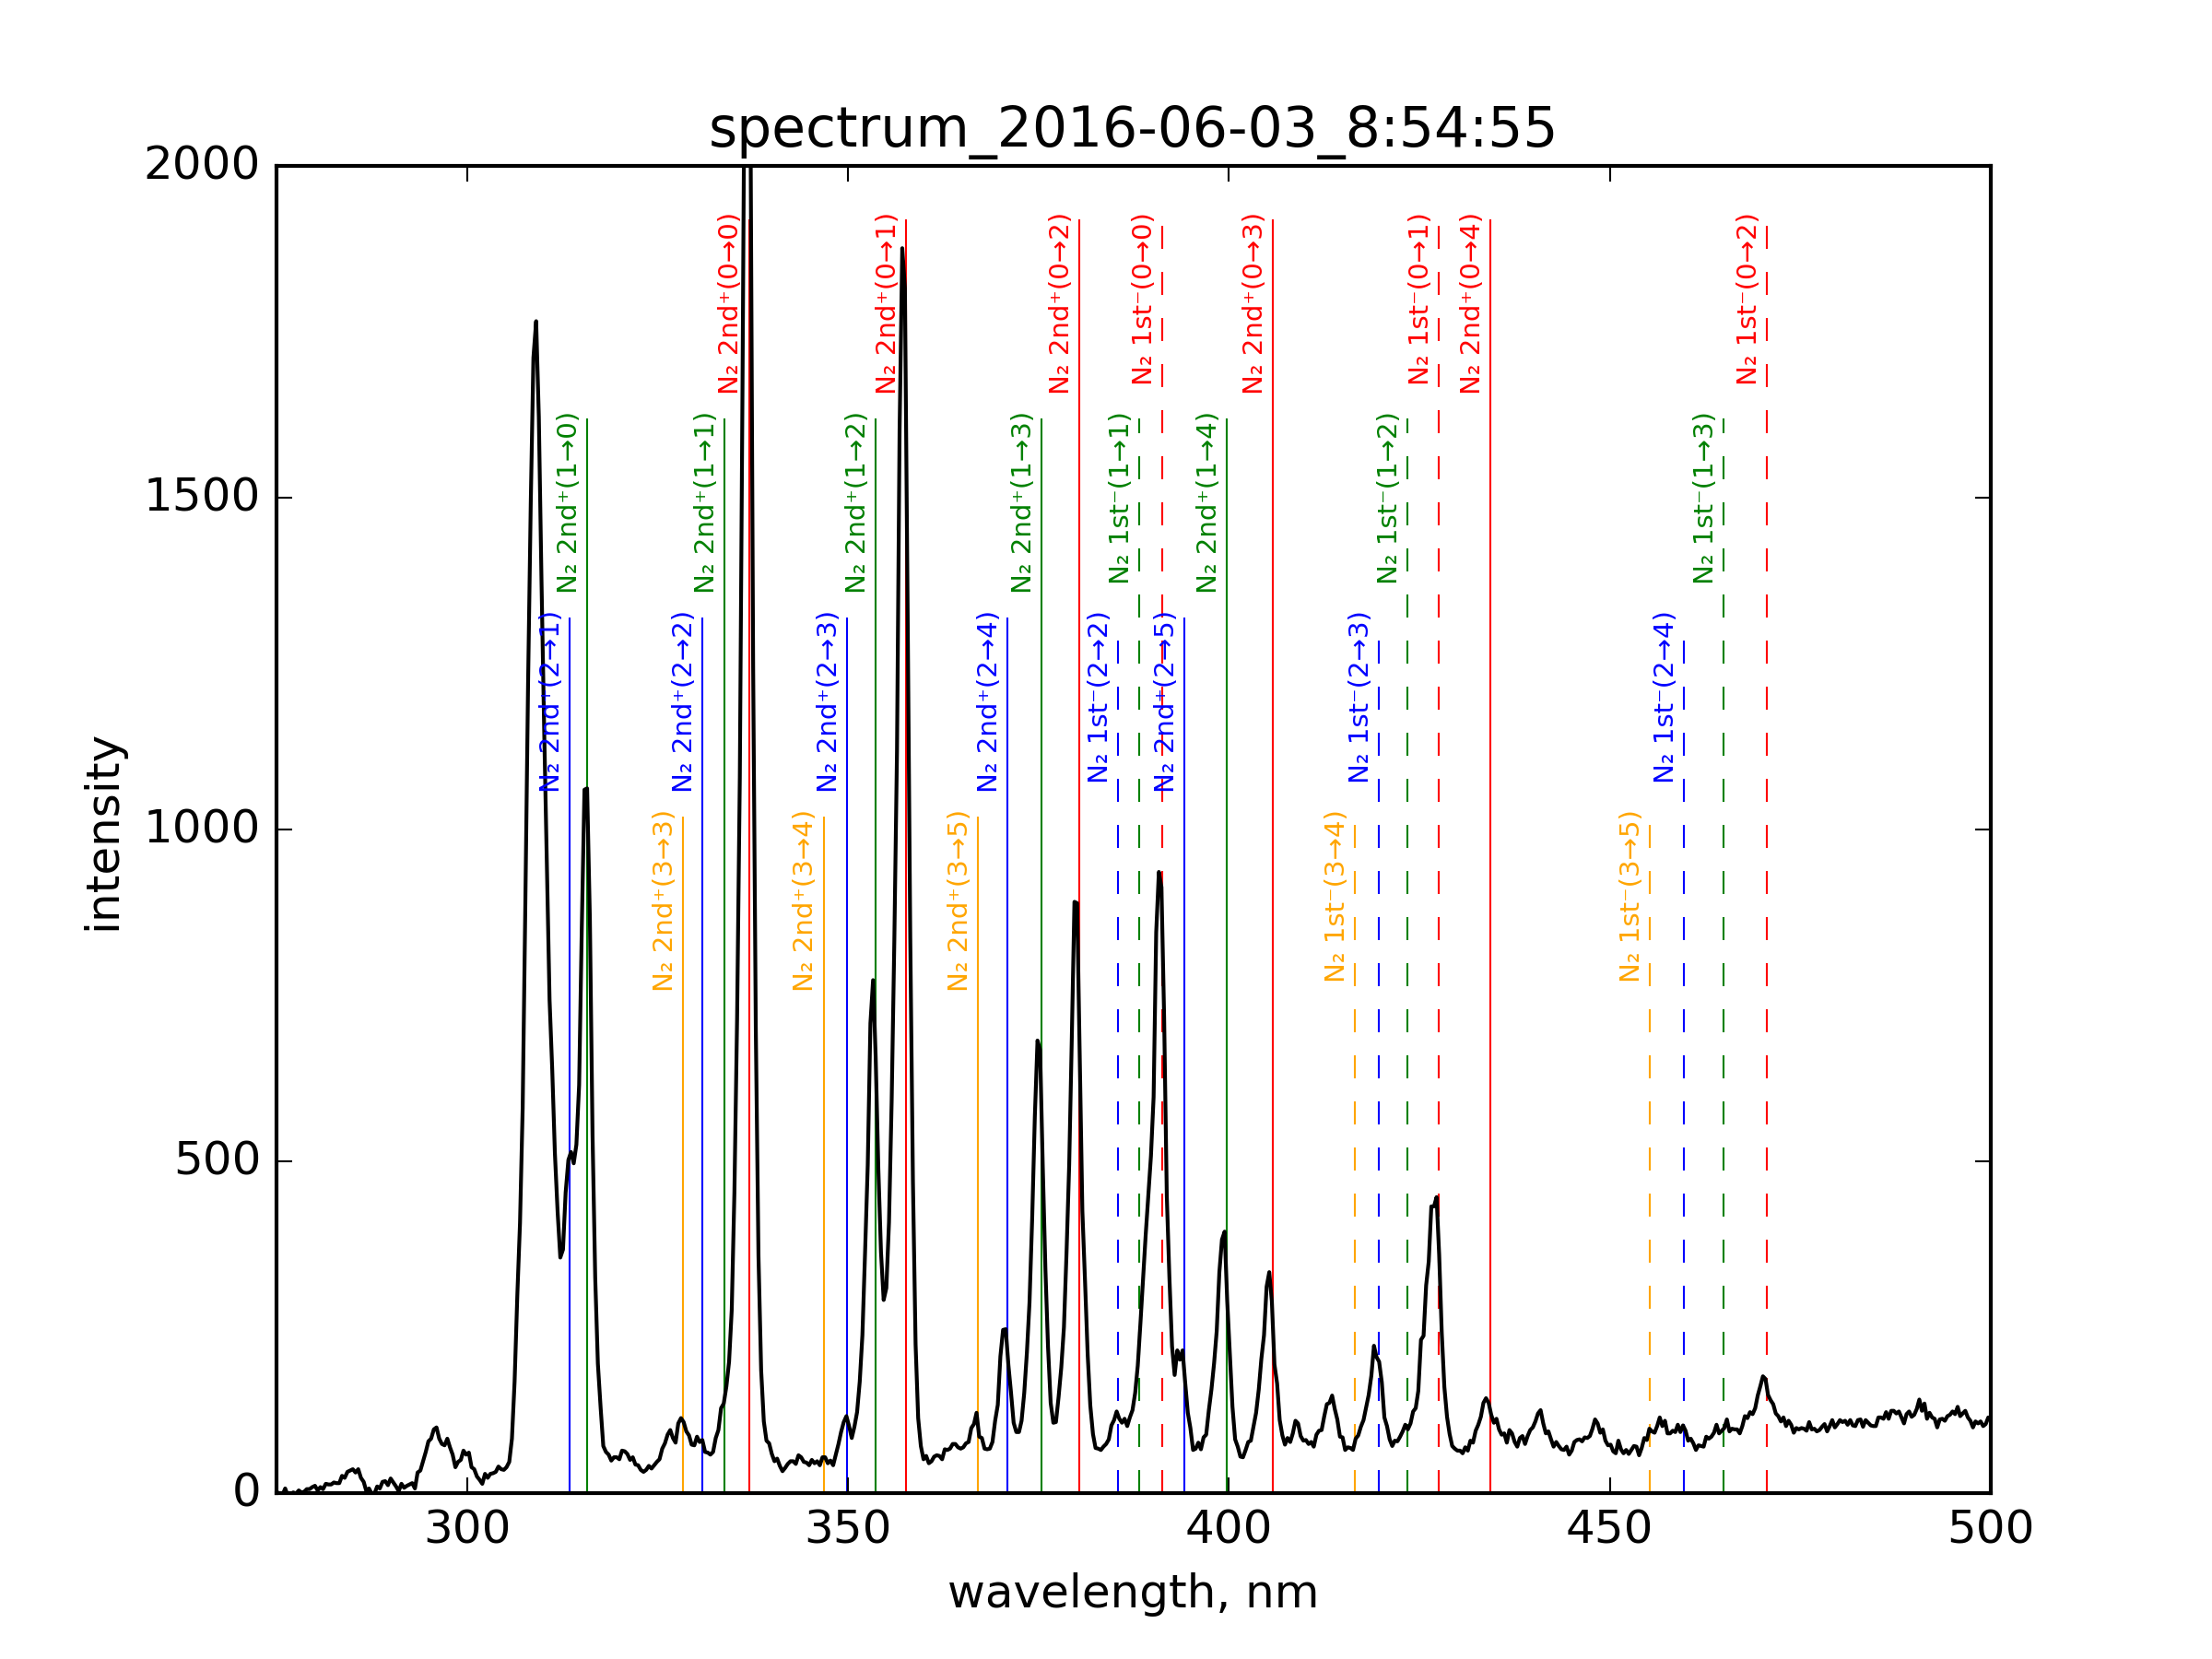 spectrum_2016-06-03_8:54:55
2000
1500
1000
500
0
intensity
N₂ 2nd⁺(0→0)
N₂ 2nd⁺(0→1)
N₂ 2nd⁺(0→2)
N₂ 1st⁻(0→0)
N₂ 2nd⁺(0→3)
N₂ 1st⁻(0→1)
N₂ 2nd⁺(0→4)
N₂ 1st⁻(0→2)
N₂ 2nd⁺(1→0)
N₂ 2nd⁺(1→1)
N₂ 2nd⁺(1→2)
N₂ 2nd⁺(1→3)
N₂ 1st⁻(1→1)
N₂ 2nd⁺(1→4)
N₂ 1st⁻(1→2)
N₂ 1st⁻(1→3)
N₂ 2nd⁺(2→1)
N₂ 2nd⁺(2→2)
N₂ 2nd⁺(2→3)
N₂ 2nd⁺(2→4)
N₂ 1st⁻(2→2)
N₂ 2nd⁺(2→5)
N₂ 1st⁻(2→3)
N₂ 1st⁻(2→4)
N₂ 2nd⁺(3→3)
N₂ 2nd⁺(3→4)
N₂ 2nd⁺(3→5)
N₂ 1st⁻(3→4)
N₂ 1st⁻(3→5)
300 350 400 450 500
wavelength, nm